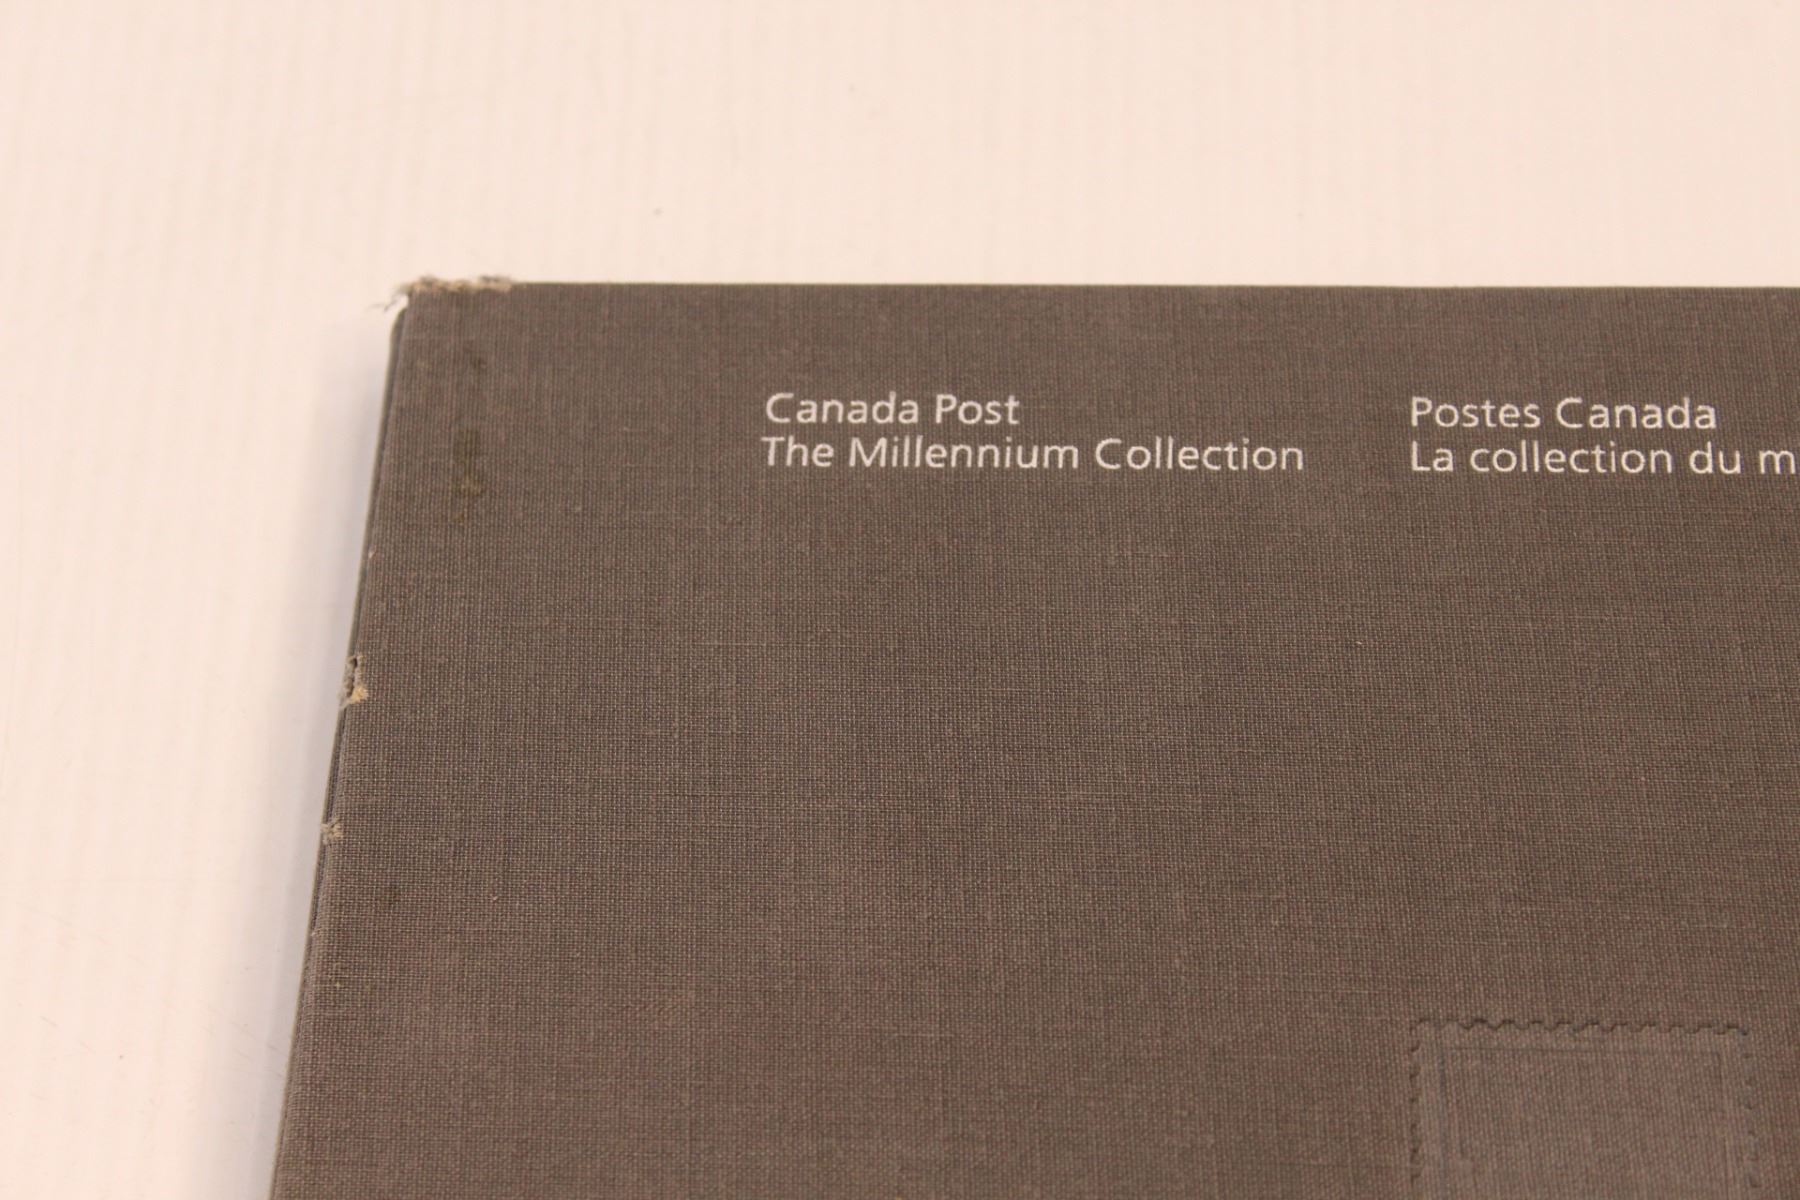 Canada Post
The Millennium Collection
Postes Canada
La collection du m